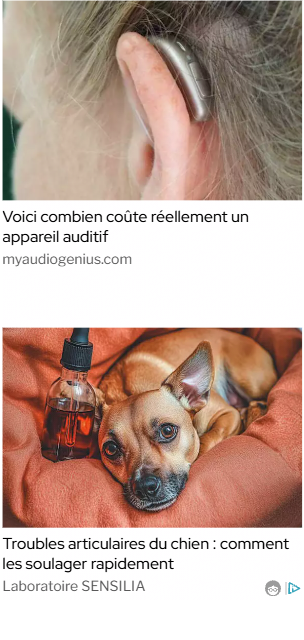 Voici combien coûte réellement un
appareil auditif
myaudiogenius.com
Troubles articulaires du chien : comment
les soulager rapidement
Laboratoire SENSILIA